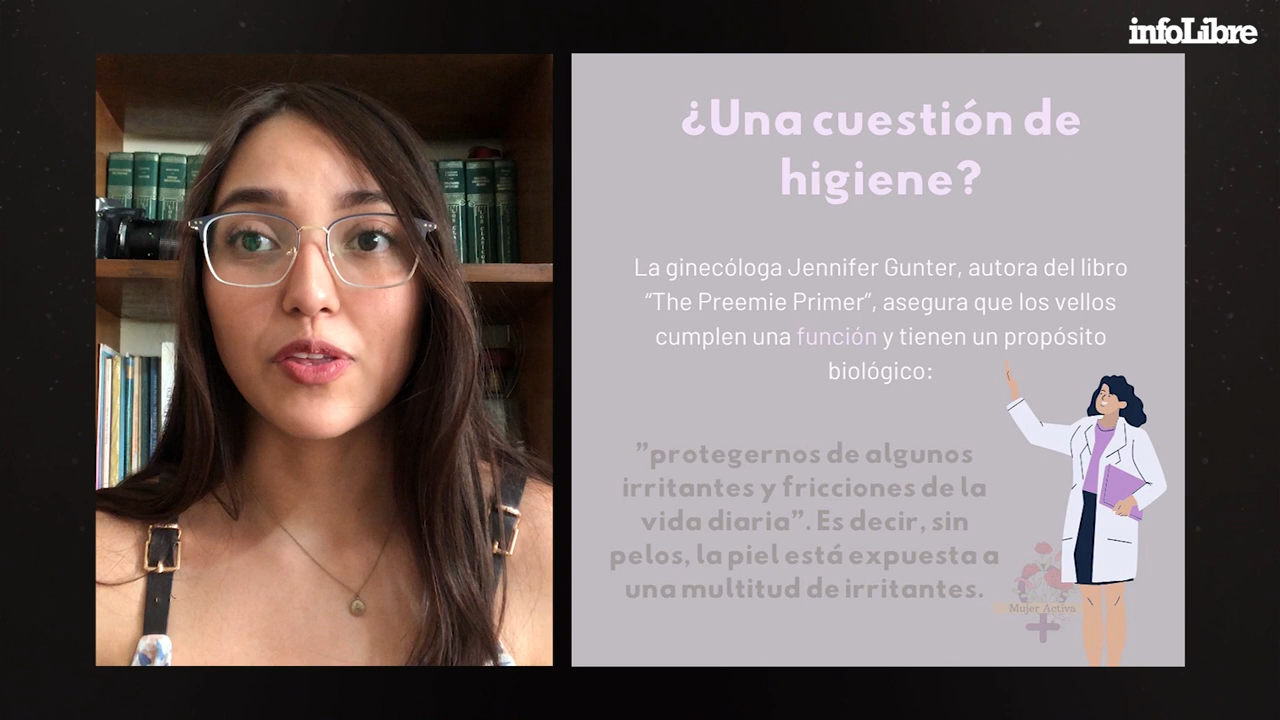 infoLibre
¿Una cuestión de
higiene?
La ginecóloga Jennifer Gunter, autora del libro
“The Preemie Primer”, asegura que los vellos
cumplen una función y tienen un propósito
biológico:
”protegernos de algunos
irritantes y fricciones de la
vida diaria”. Es decir, sin
pelos, la piel está expuesta a
una multitud de irritantes.
Mujer Activa